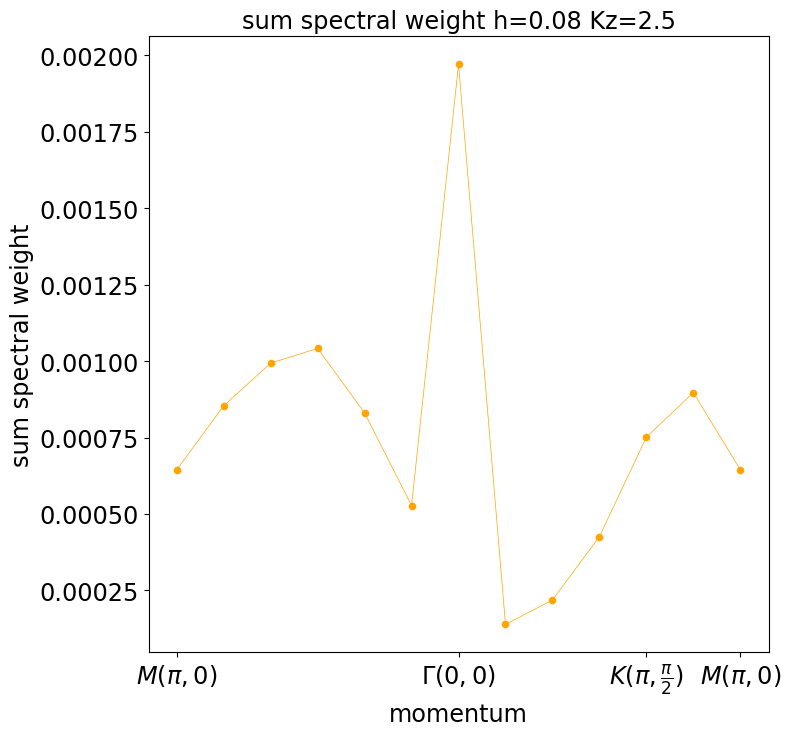 sum spectral weight h=0.08 Kz=2.5
0.00200
0.00175
0.00150
0.00125
0.00100
0.00075
0.00050
0.00025
sum spectral weight
M(π, 0) Γ(0, 0) K(π, π/2) M(π, 0)
momentum